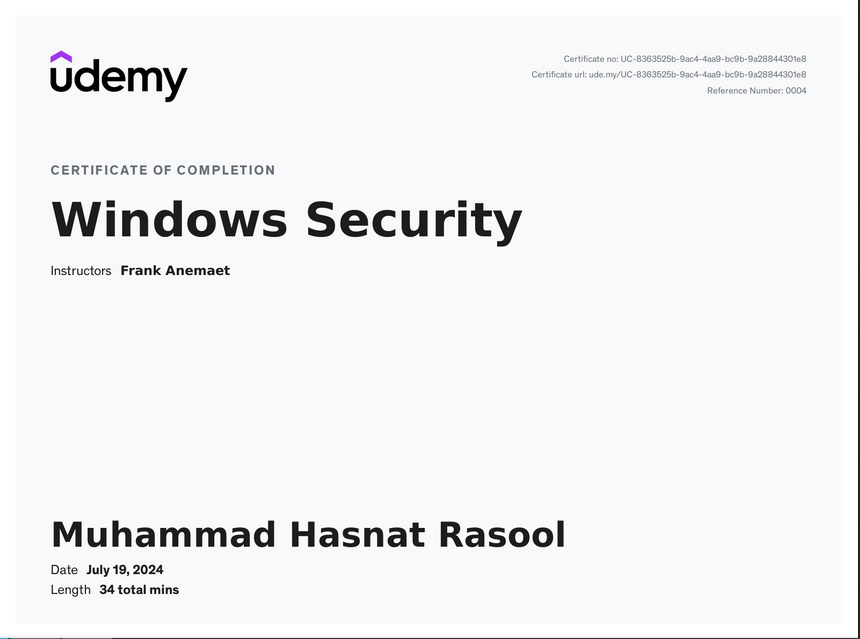 udemy
Certificate no: UC-8363525b-9ac4-4aa9-bc9b-9a28844301e8
Certificate url: ude.my/UC-8363525b-9ac4-4aa9-bc9b-9a28844301e8
Reference Number: 0004
CERTIFICATE OF COMPLETION
Windows Security
Instructors Frank Anemaet
Muhammad Hasnat Rasool
Date July 19, 2024
Length 34 total mins